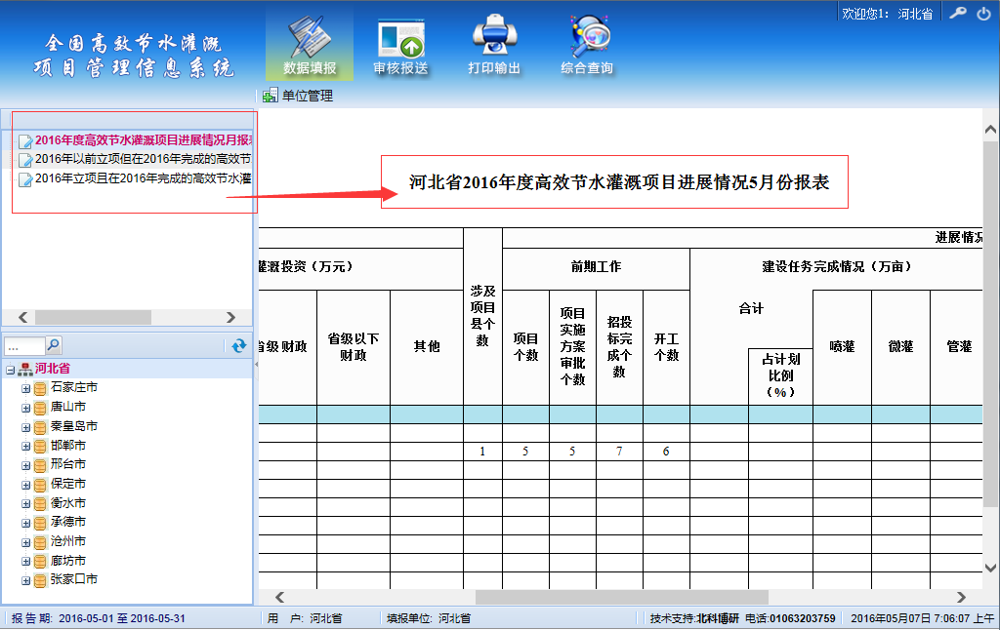 欢迎您1： 河北省
全国高效节水灌溉
项目管理信息系统
数据填报
审核报送
打印输出
综合查询
单位管理
2016年度高效节水灌溉项目进展情况月报表
2016年以前立项但在2016年完成的高效节
2016年立项且在2016年完成的高效节水灌
河北省2016年度高效节水灌溉项目进展情况5月份报表
进展情况
灌溉投资（万元）
涉及项目县个数
前期工作
建设任务完成情况（万亩）
省级财政
省级以下财政
其他
项目个数
项目实施方案审批个数
招投标完成个数
开工个数
合计
占计划比例（%）
喷灌
微灌
管灌
1 5 5 7 6
...
河北省
石家庄市
唐山市
秦皇岛市
邯郸市
邢台市
保定市
衡水市
承德市
沧州市
廊坊市
张家口市
报 告 期: 2016-05-01 至 2016-05-31
用 户: 河北省
填报单位: 河北省
技术支持:北科博研 电话:01063203759
2016年05月07日 7:06:07 上午